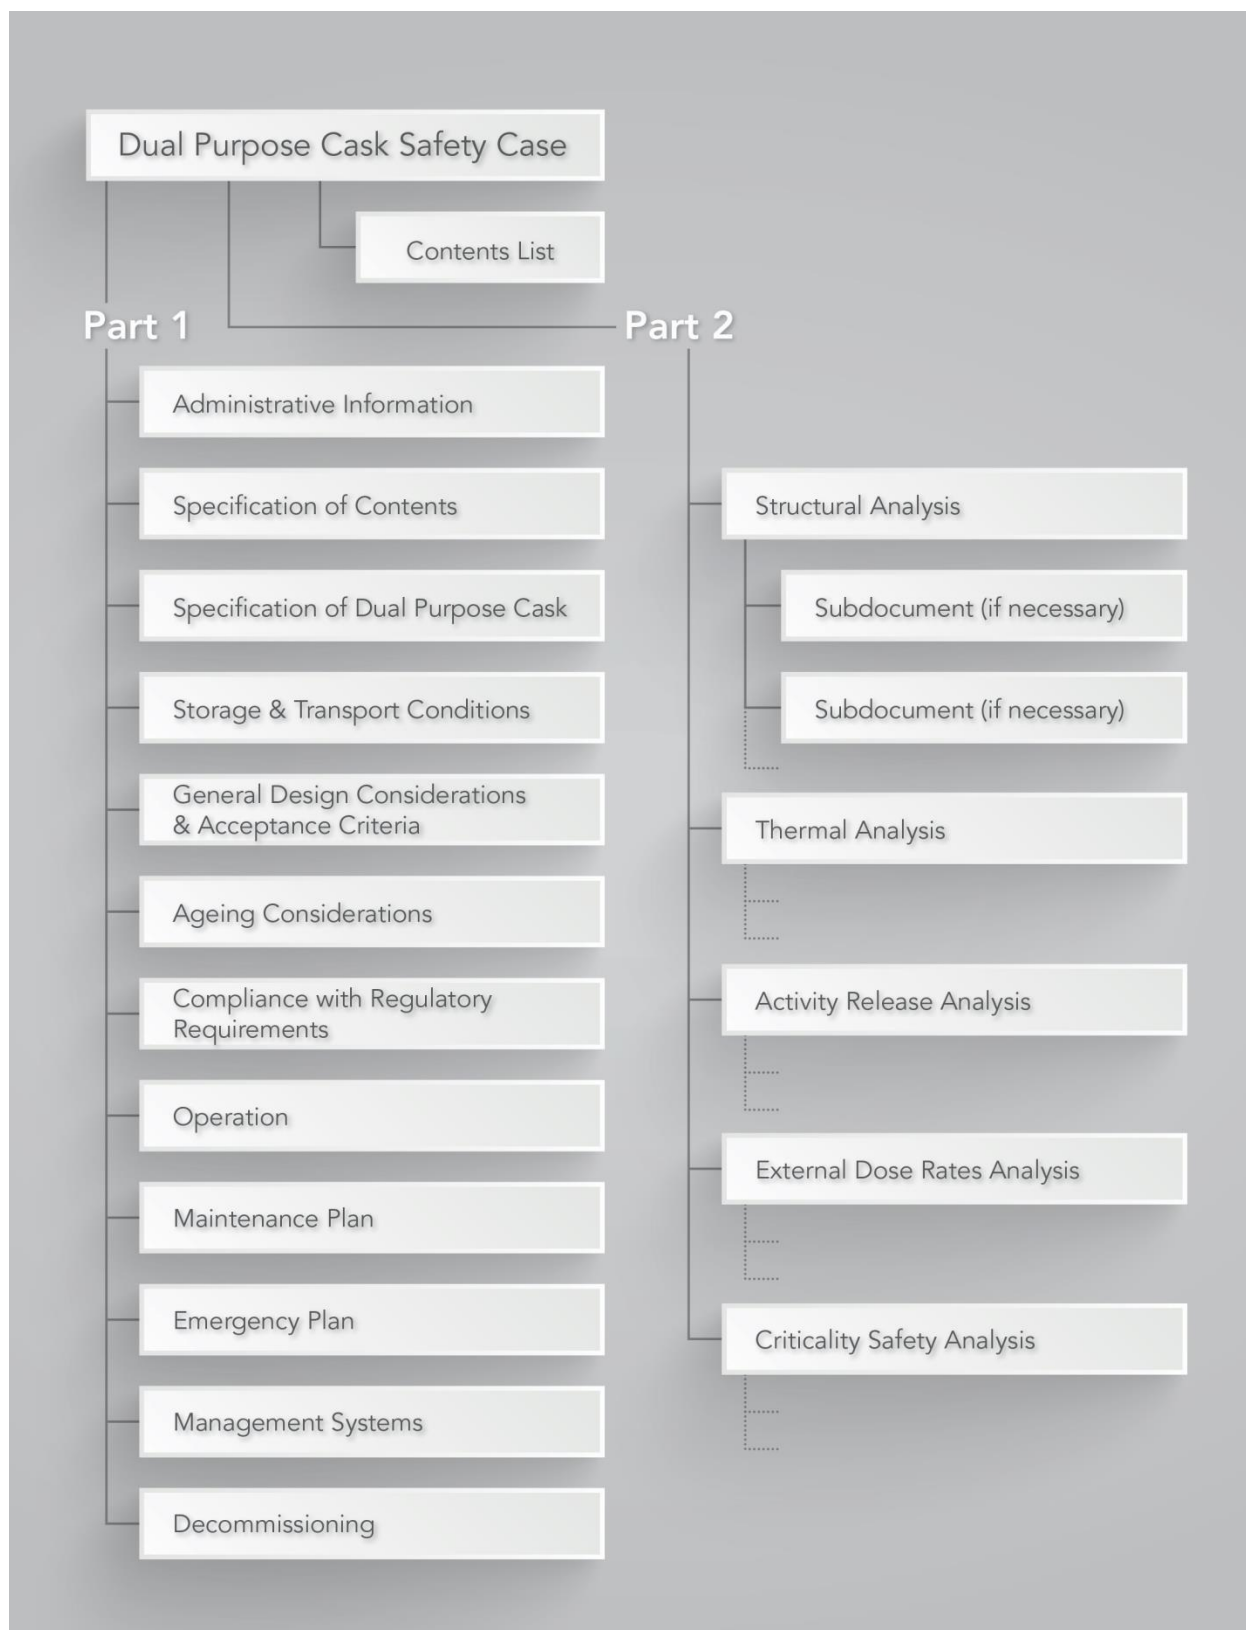 Dual Purpose Cask Safety Case
Contents List
Part 1
Administrative Information
Specification of Contents
Specification of Dual Purpose Cask
Storage & Transport Conditions
General Design Considerations
& Acceptance Criteria
Ageing Considerations
Compliance with Regulatory
Requirements
Operation
Maintenance Plan
Emergency Plan
Management Systems
Decommissioning
Part 2
Structural Analysis
Subdocument (if necessary)
Subdocument (if necessary)
Thermal Analysis
Activity Release Analysis
External Dose Rates Analysis
Criticality Safety Analysis